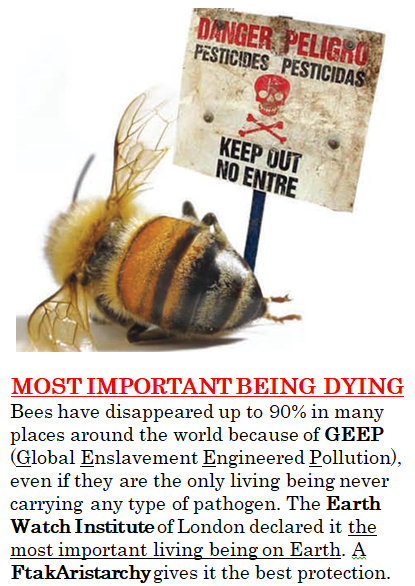 DANGER PELIGRO
PESTICIDES PESTICIDAS
KEEP OUT
NO ENTRE
MOST IMPORTANT BEING DYING
Bees have disappeared up to 90% in many
places around the world because of GEEP
(Global Enslavement Engineered Pollution),
even if they are the only living being never
carrying any type of pathogen. The Earth
Watch Institute of London declared it the
most important living being on Earth. A
FtakAristarchy gives it the best protection.